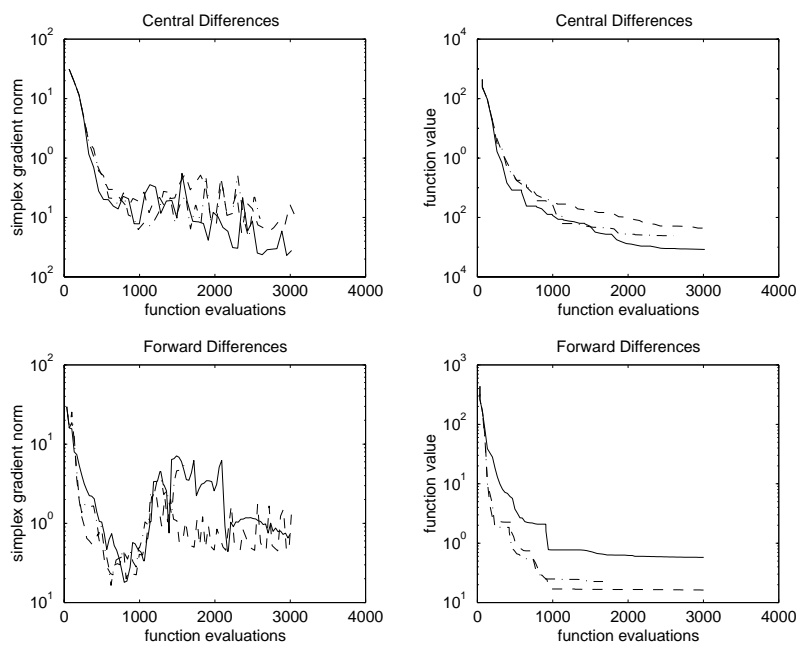 Central Differences
10^2
10^1
10^0
10^1
10^2
simplex gradient norm
0 1000 2000 3000 4000
function evaluations
Central Differences
10^4
10^2
10^0
10^2
10^4
function value
0 1000 2000 3000 4000
function evaluations
Forward Differences
10^2
10^1
10^0
10^1
simplex gradient norm
0 1000 2000 3000 4000
function evaluations
Forward Differences
10^3
10^2
10^1
10^0
10^1
function value
0 1000 2000 3000 4000
function evaluations